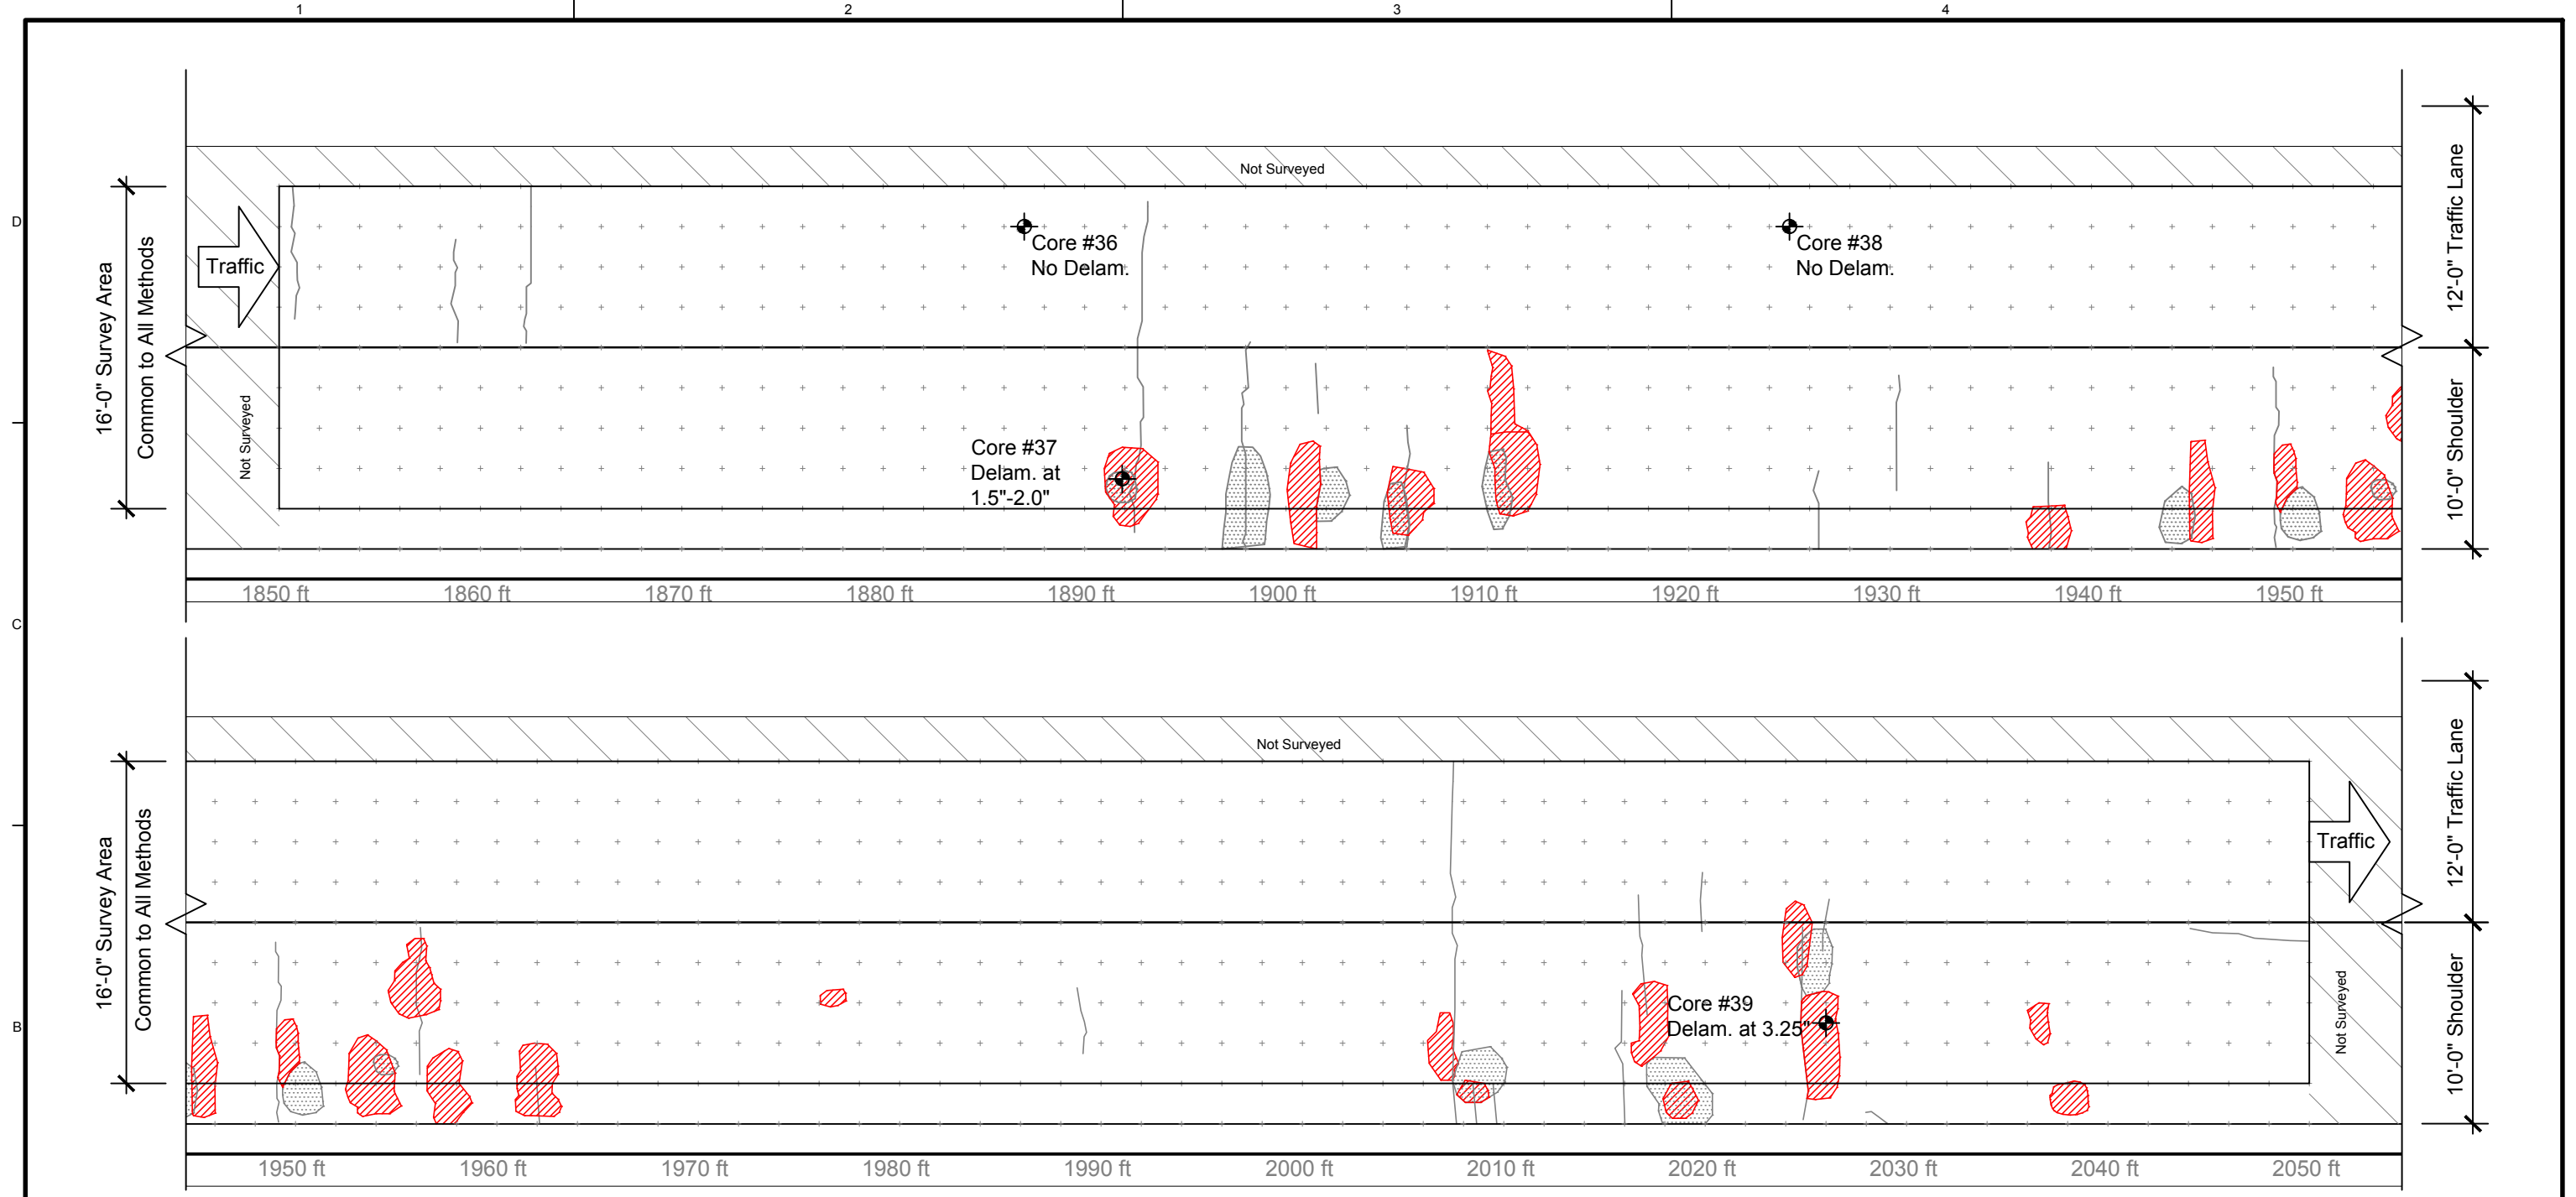 1 2 3 4
D
C
B
Not Surveyed
16'-0" Survey Area
Common to All Methods
Traffic
Not Surveyed
Core #36
No Delam.
Core #38
No Delam.
Core #37
Delam. at
1.5"-2.0"
12'-0" Traffic Lane
10'-0" Shoulder
1850 ft 1860 ft 1870 ft 1880 ft 1890 ft 1900 ft 1910 ft 1920 ft 1930 ft 1940 ft 1950 ft
Not Surveyed
16'-0" Survey Area
Common to All Methods
Core #39
Delam. at 3.25"
Traffic
Not Surveyed
12'-0" Traffic Lane
10'-0" Shoulder
1950 ft 1960 ft 1970 ft 1980 ft 1990 ft 2000 ft 2010 ft 2020 ft 2030 ft 2040 ft 2050 ft